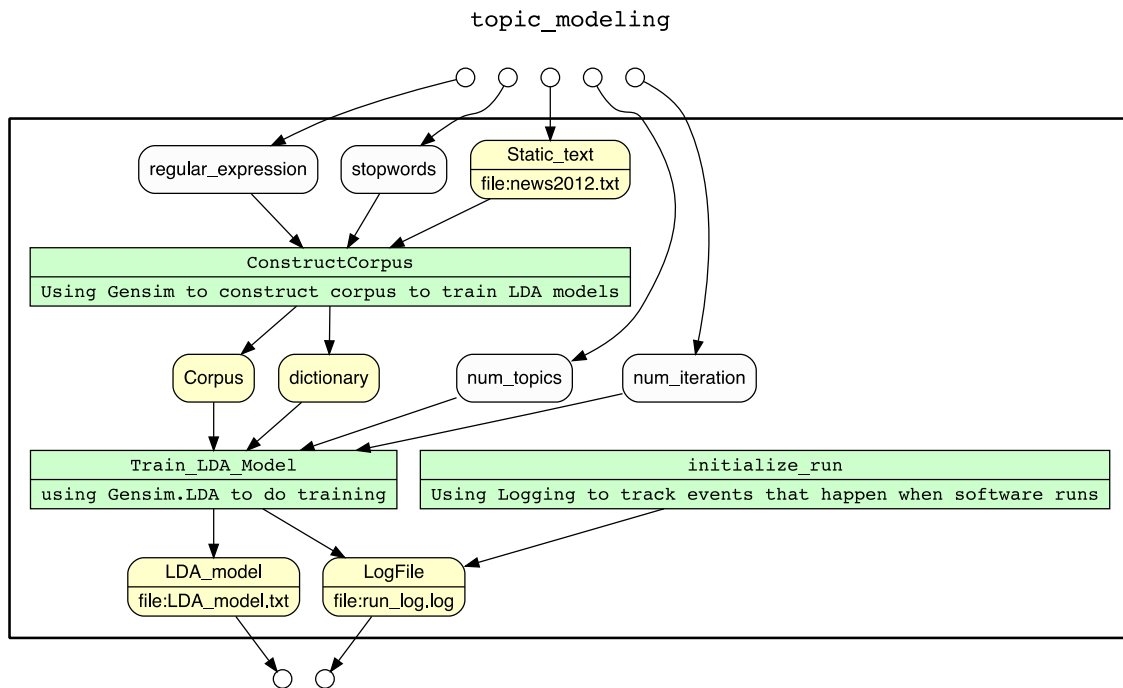 topic_modeling
regular_expression
stopwords
Static_text
file:news2012.txt
ConstructCorpus
Using Gensim to construct corpus to train LDA models
Corpus
dictionary
num_topics
num_iteration
Train_LDA_Model
using Gensim.LDA to do training
initialize_run
Using Logging to track events that happen when software runs
LDA_model
file:LDA_model.txt
LogFile
file:run_log.log